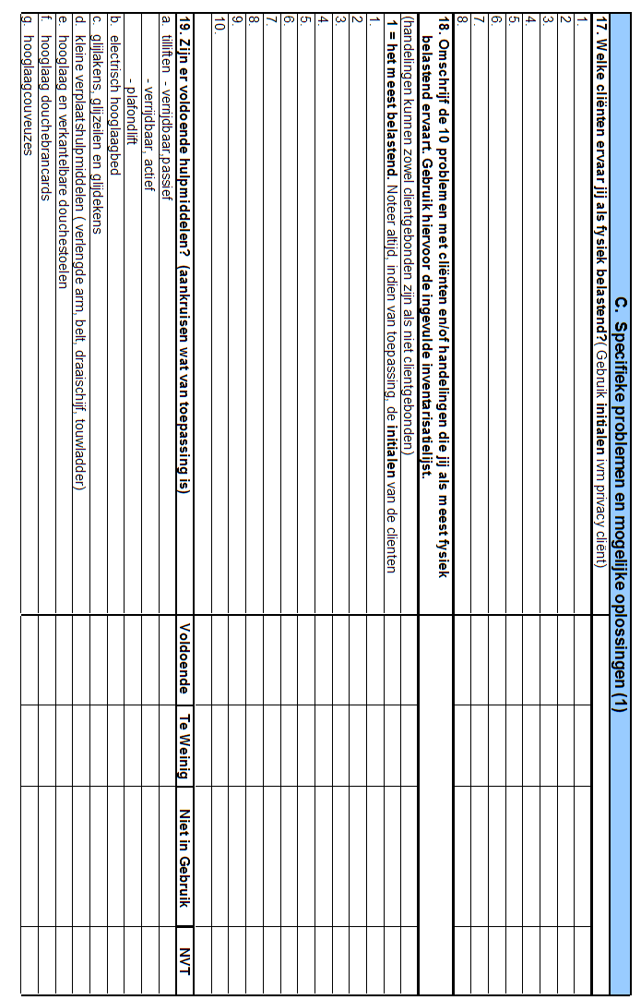 C. Specifieke problemen en mogelijke oplossingen (1)
17. Welke cliënten ervaar jij als fysiek belastend?( Gebruik initialen ivm privacy cliënt)
1.
2
3.
4.
5.
6.
7.
8.
18. Omschrijf de 10 problemen met cliënten en/of handelingen die jij als meest fysiek
belastend ervaart. Gebruik hiervoor de ingevulde inventarisatielijst.
(handelingen kunnen zowel clientgebonden zijn als niet clientgebonden)
1 = het meest belastend. Noteer altijd, indien van toepassing, de initialen van de clienten
1.
2
3.
4.
5.
6.
7.
8.
9.
10.
19. Zijn er voldoende hulpmiddelen? (aankruisen wat van toepassing is) Voldoende Te Weinig Niet in Gebruik NVT
a. tilliften - verrijdbaar,passief
- verrijdbaar, actief
- plafondlift
b. electrisch hooglaagbed
c. glijlakens, glijzeilen en glijdekens
d. kleine verplaatshulpmiddelen ( verlengde arm, belt, draaischijf, touwladder)
e. hooglaag en verkantelbare douchestoelen
f. hooglaag douchebrancards
g. hooglaagcouveuzes